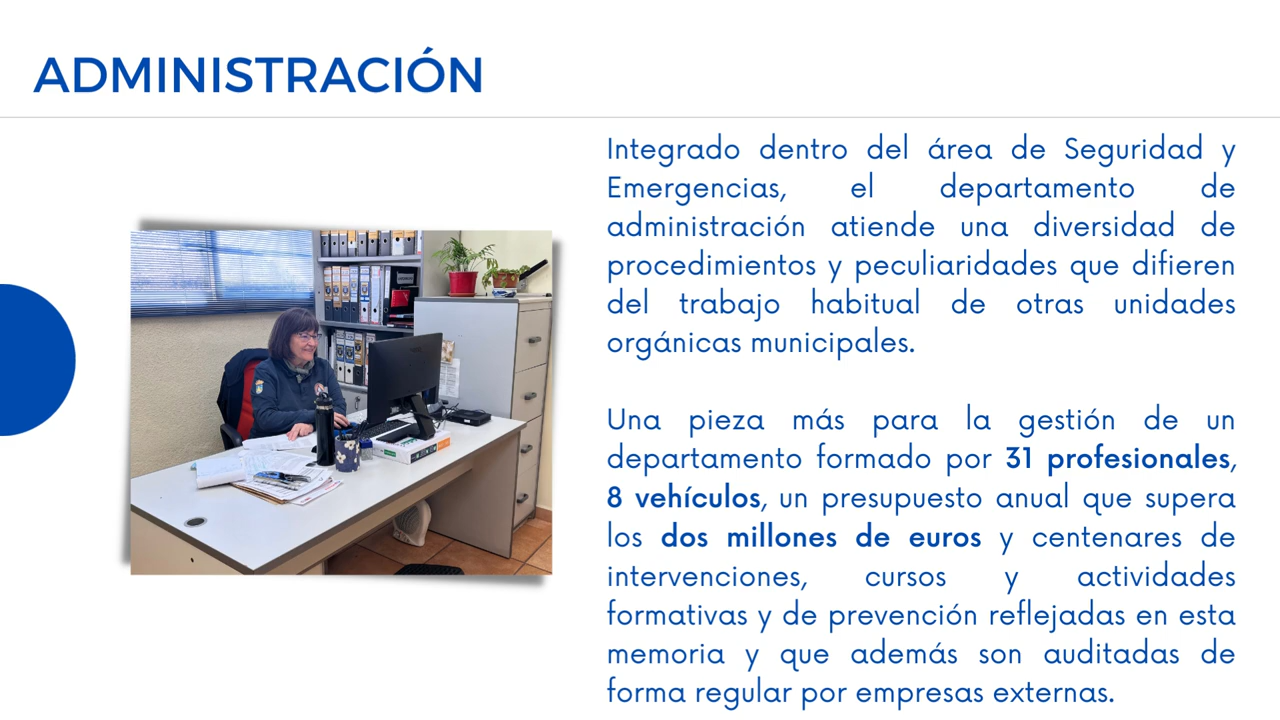 ADMINISTRACIÓN
Integrado dentro del área de Seguridad y
Emergencias, el departamento de
administración atiende una diversidad de
procedimientos y peculiaridades que difieren
del trabajo habitual de otras unidades
orgánicas municipales.
Una pieza más para la gestión de un
departamento formado por 31 profesionales,
8 vehículos, un presupuesto anual que supera
los dos millones de euros y centenares de
intervenciones, cursos y actividades
formativas y de prevención reflejadas en esta
memoria y que además son auditadas de
forma regular por empresas externas.